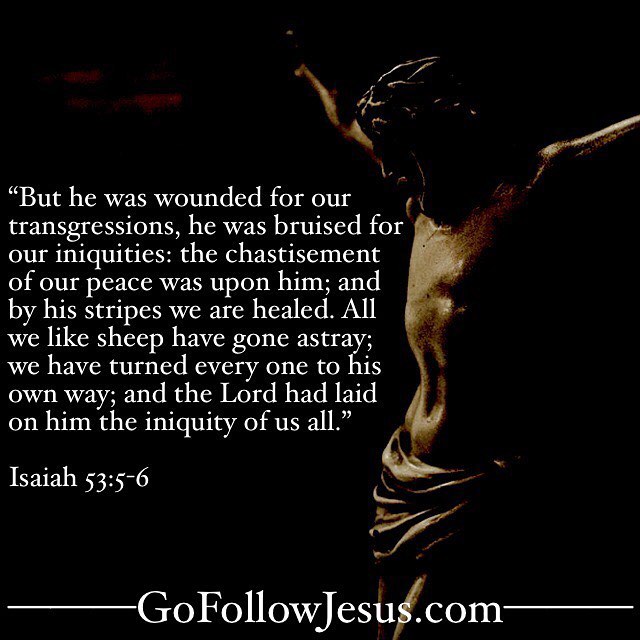 “But he was wounded for our
transgressions, he was bruised for
our iniquities: the chastisement
of our peace was upon him; and
by his stripes we are healed. All
we like sheep have gone astray;
we have turned every one to his
own way; and the Lord had laid
on him the iniquity of us all.”
Isaiah 53:5-6
GoFollowJesus.com